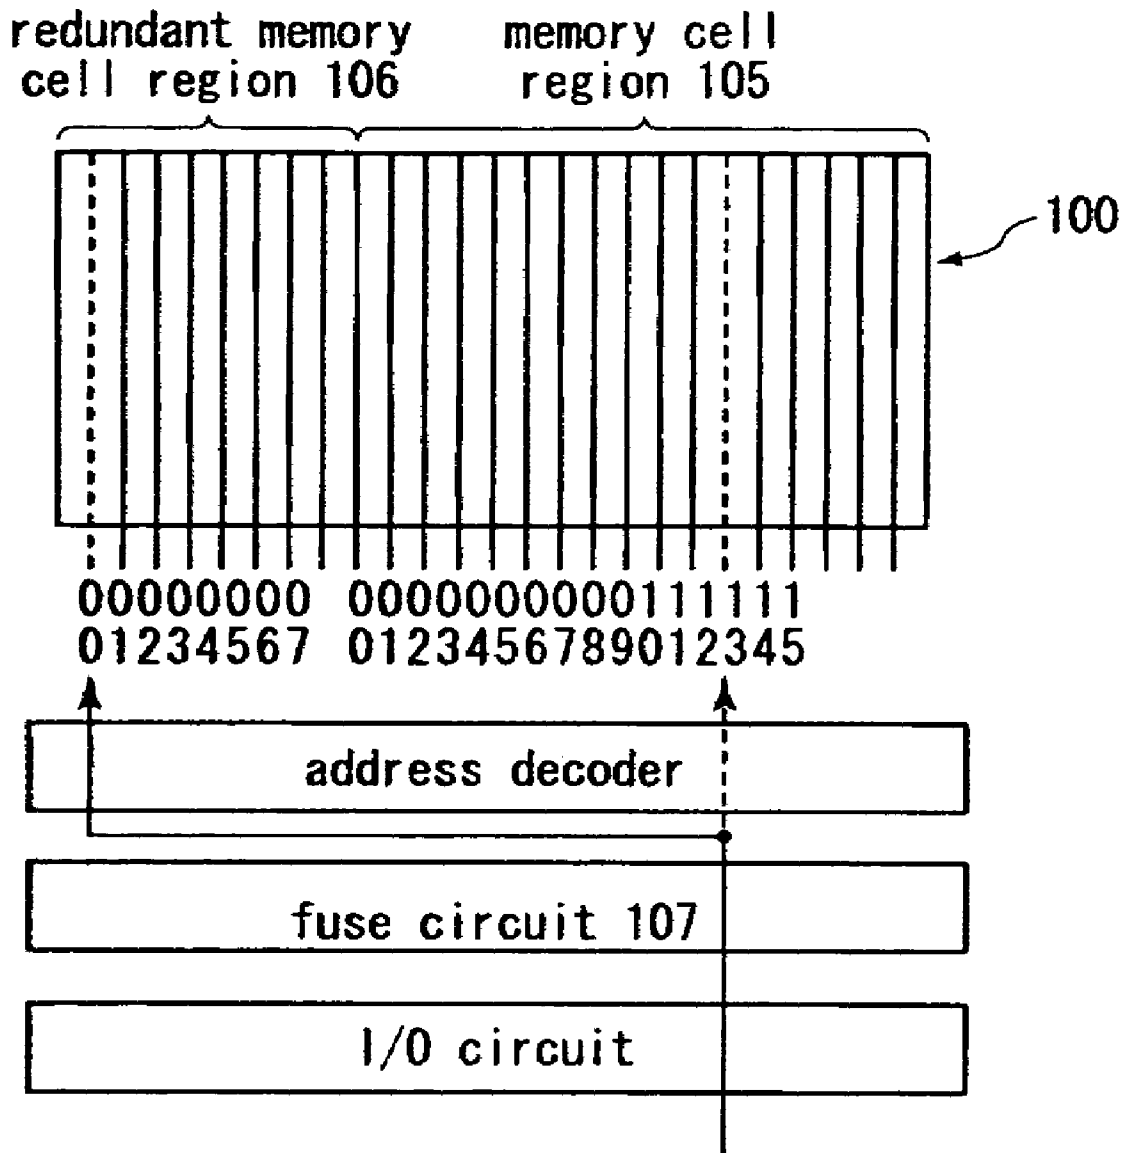 redundant memory
cell region 106
memory cell
region 105
100
00000000
01234567
0000000000111111
0123456789012345
address decoder
fuse circuit 107
I/O circuit